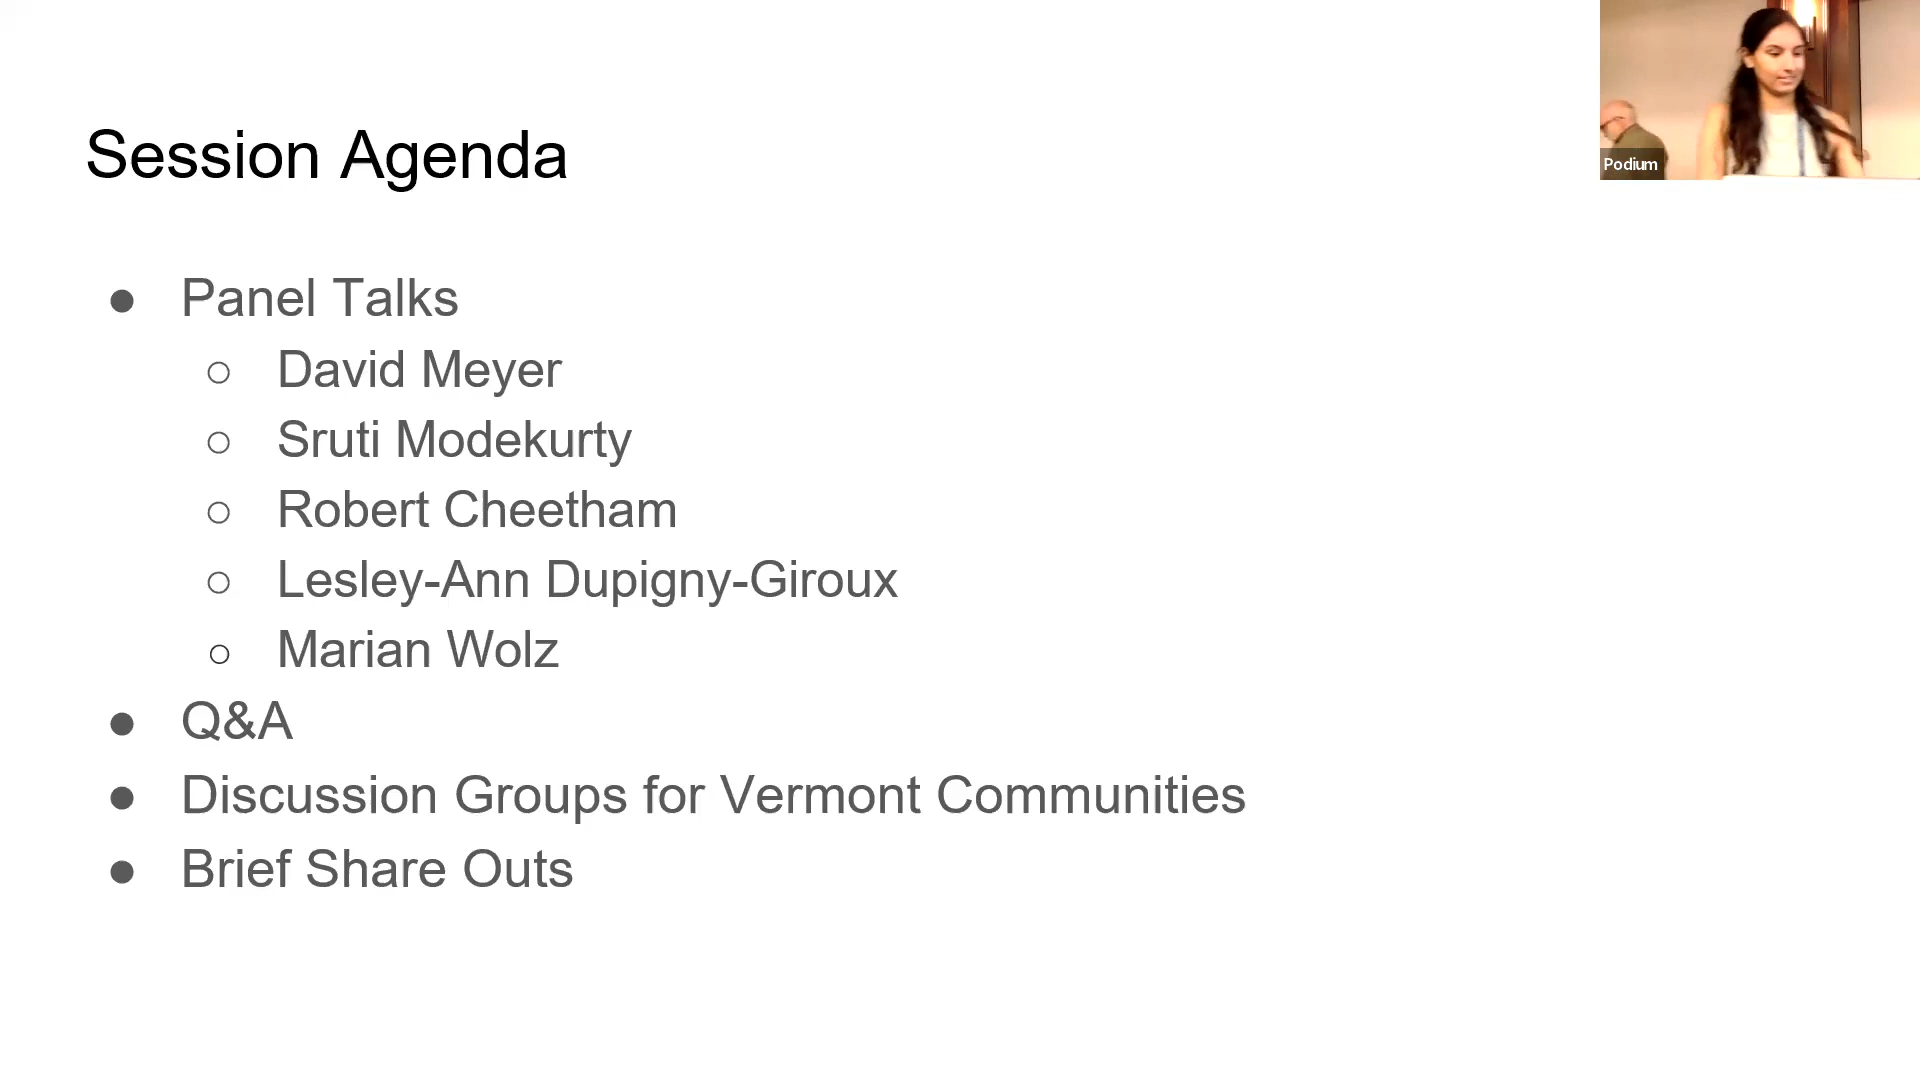 Session Agenda
Podium
● Panel Talks
○ David Meyer
○ Sruti Modekurty
○ Robert Cheetham
○ Lesley-Ann Dupigny-Giroux
○ Marian Wolz
● Q&A
● Discussion Groups for Vermont Communities
● Brief Share Outs